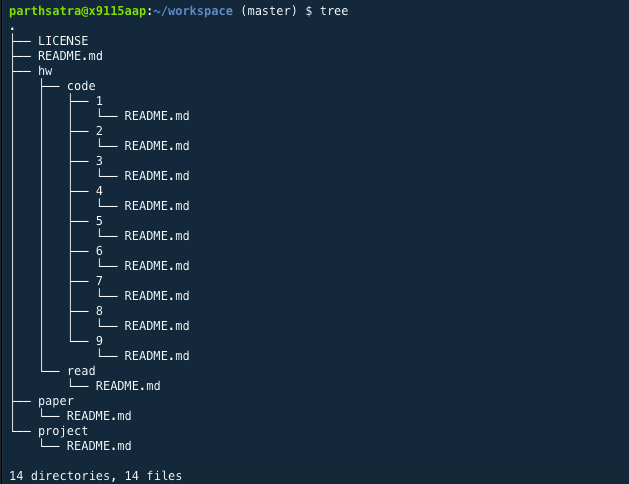 parthsatra@x9115aap:~/workspace (master) $ tree
.
├── LICENSE
├── README.md
├── hw
│   ├── code
│   │   ├── 1
│   │   │   └── README.md
│   │   ├── 2
│   │   │   └── README.md
│   │   ├── 3
│   │   │   └── README.md
│   │   ├── 4
│   │   │   └── README.md
│   │   ├── 5
│   │   │   └── README.md
│   │   ├── 6
│   │   │   └── README.md
│   │   ├── 7
│   │   │   └── README.md
│   │   ├── 8
│   │   │   └── README.md
│   │   └── 9
│   │       └── README.md
│   └── read
│       └── README.md
├── paper
│   └── README.md
└── project
    └── README.md

14 directories, 14 files